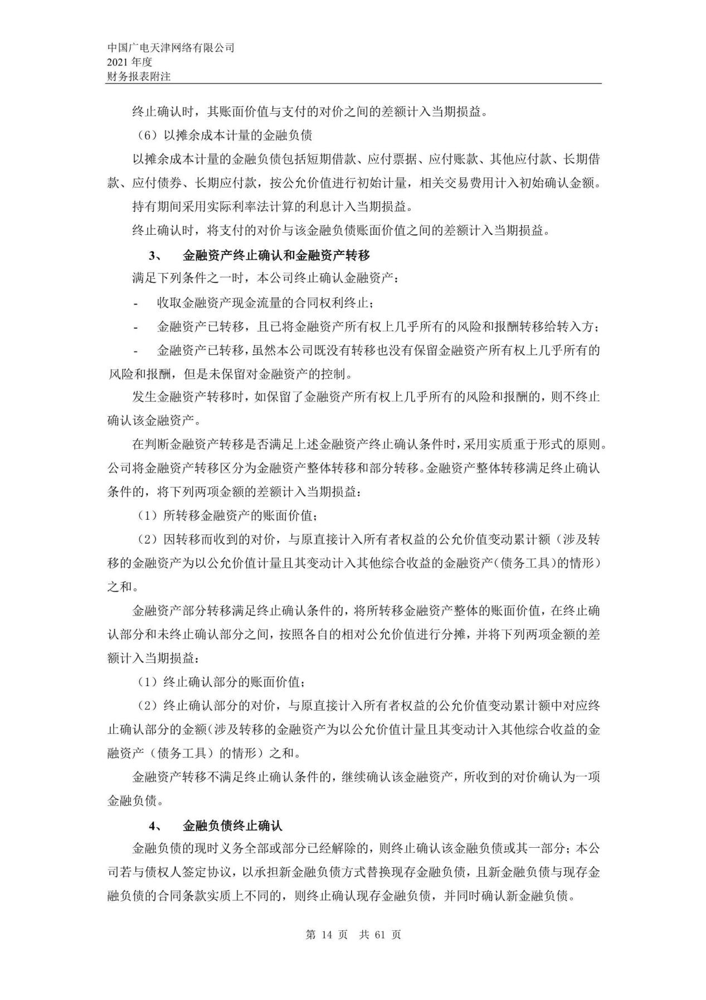 中国广电天津网络有限公司
2021 年度
财务报表附注
终止确认时，其账面价值与支付的对价之间的差额计入当期损益。
（6）以摊余成本计量的金融负债
以摊余成本计量的金融负债包括短期借款、应付票据、应付账款、其他应付款、长期借
款、应付债券、长期应付款，按公允价值进行初始计量，相关交易费用计入初始确认金额。
持有期间采用实际利率法计算的利息计入当期损益。
终止确认时，将支付的对价与该金融负债账面价值之间的差额计入当期损益。
3、 金融资产终止确认和金融资产转移
满足下列条件之一时，本公司终止确认金融资产：
- 收取金融资产现金流量的合同权利终止；
- 金融资产已转移，且已将金融资产所有权上几乎所有的风险和报酬转移给转入方；
- 金融资产已转移，虽然本公司既没有转移也没有保留金融资产所有权上几乎所有的
风险和报酬，但是未保留对金融资产的控制。
发生金融资产转移时，如保留了金融资产所有权上几乎所有的风险和报酬的，则不终止
确认该金融资产。
在判断金融资产转移是否满足上述金融资产终止确认条件时，采用实质重于形式的原则。
公司将金融资产转移区分为金融资产整体转移和部分转移。金融资产整体转移满足终止确认
条件的，将下列两项金额的差额计入当期损益：
（1）所转移金融资产的账面价值；
（2）因转移而收到的对价，与原直接计入所有者权益的公允价值变动累计额（涉及转
移的金融资产为以公允价值计量且其变动计入其他综合收益的金融资产（债务工具）的情形）
之和。
金融资产部分转移满足终止确认条件的，将所转移金融资产整体的账面价值，在终止确
认部分和未终止确认部分之间，按照各自的相对公允价值进行分摊，并将下列两项金额的差
额计入当期损益：
（1）终止确认部分的账面价值；
（2）终止确认部分的对价，与原直接计入所有者权益的公允价值变动累计额中对应终
止确认部分的金额（涉及转移的金融资产为以公允价值计量且其变动计入其他综合收益的金
融资产（债务工具）的情形）之和。
金融资产转移不满足终止确认条件的，继续确认该金融资产，所收到的对价确认为一项
金融负债。
4、 金融负债终止确认
金融负债的现时义务全部或部分已经解除的，则终止确认该金融负债或其一部分；本公
司若与债权人签定协议，以承担新金融负债方式替换现存金融负债，且新金融负债与现存金
融负债的合同条款实质上不同的，则终止确认现存金融负债，并同时确认新金融负债。
第 14 页 共 61 页